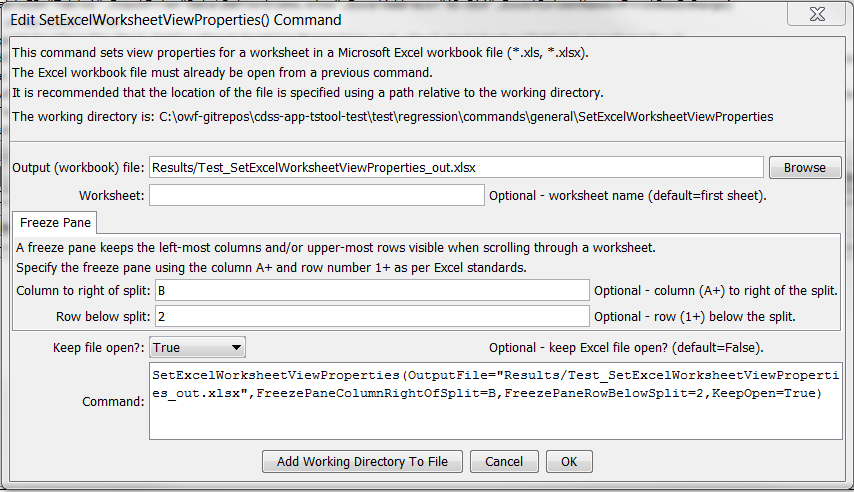 Edit SetExcelWorksheetViewProperties() Command
This command sets view properties for a worksheet in a Microsoft Excel workbook file (*.xls, *.xlsx).
The Excel workbook file must already be open from a previous command.
It is recommended that the location of the file is specified using a path relative to the working directory.
The working directory is: C:\owf-gitrepos\cdss-app-tstool-test\test\regression\commands\general\SetExcelWorksheetViewProperties
Output (workbook) file: Results/Test_SetExcelWorksheetViewProperties_out.xlsx Browse
Worksheet: Optional - worksheet name (default=first sheet).
Freeze Pane
A freeze pane keeps the left-most columns and/or upper-most rows visible when scrolling through a worksheet.
Specify the freeze pane using the column A+ and row number 1+ as per Excel standards.
Column to right of split: B Optional - column (A+) to right of the split.
Row below split: 2 Optional - row (1+) below the split.
Keep file open?: True Optional - keep Excel file open? (default=False).
SetExcelWorksheetViewProperties(OutputFile="Results/Test_SetExcelWorksheetViewProperti
es_out.xlsx",FreezePaneColumnRightOfSplit=B,FreezePaneRowBelowSplit=2,KeepOpen=True)
Command:
Add Working Directory To File Cancel OK